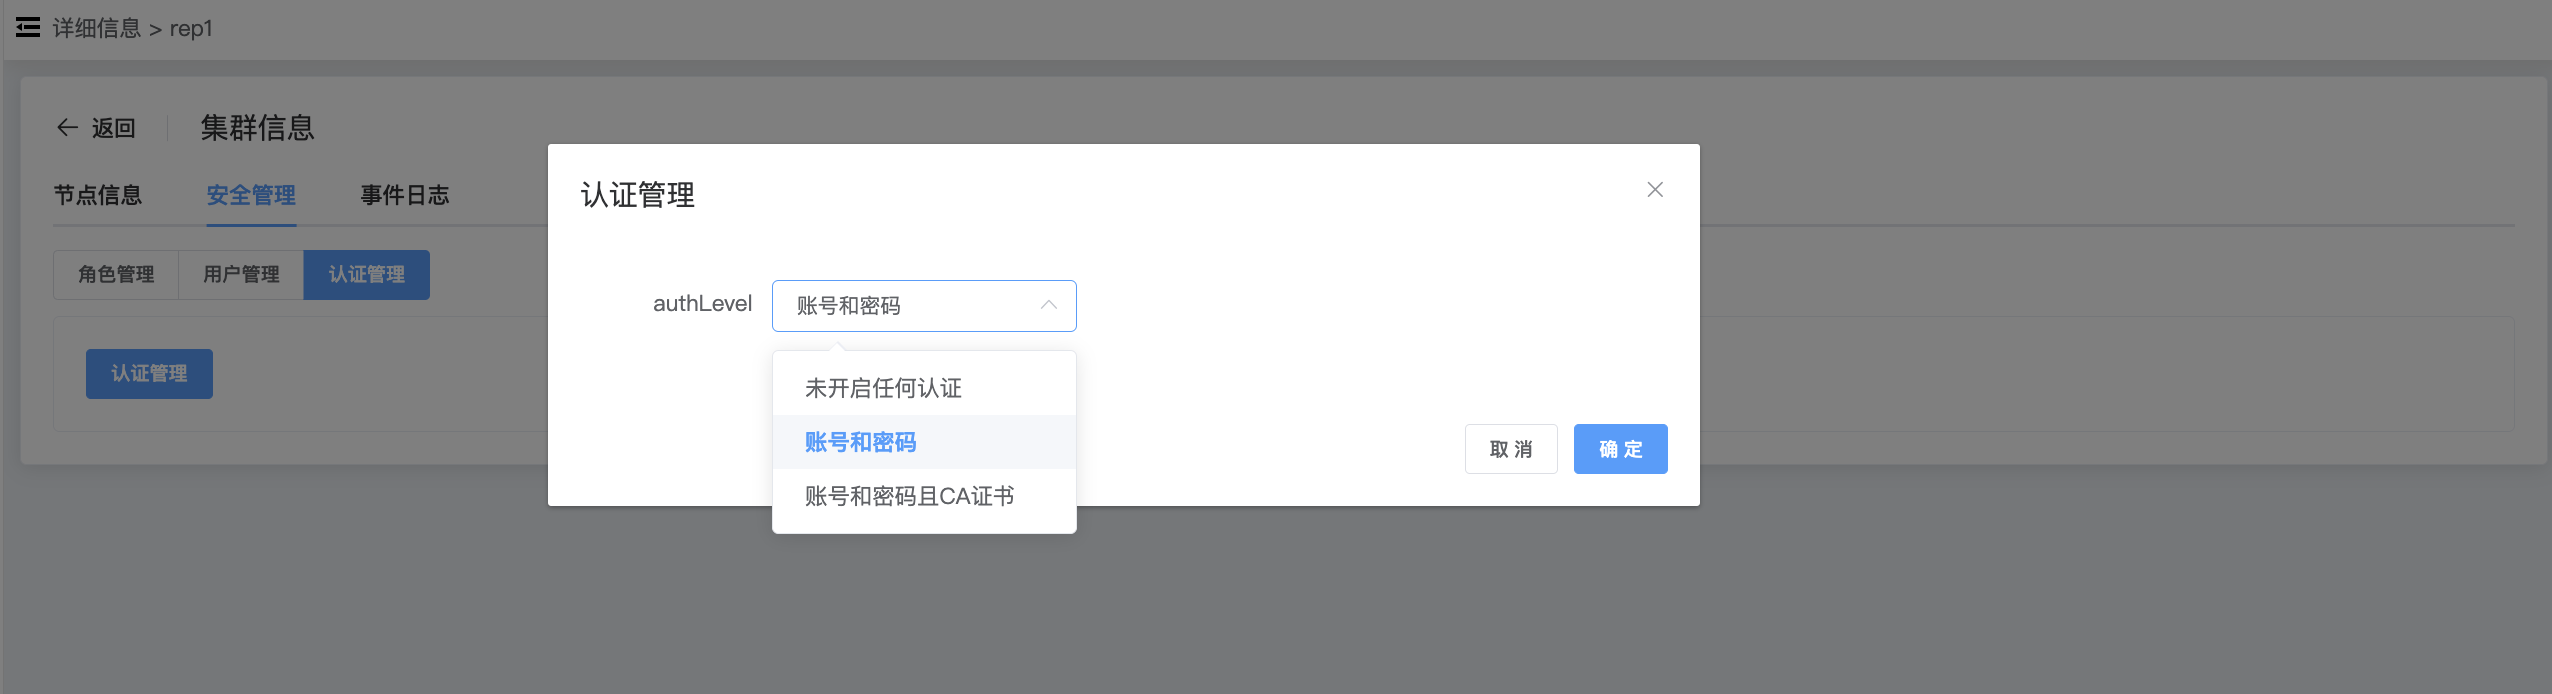 详细信息 > rep1
返回
集群信息
节点信息
安全管理
事件日志
角色管理
用户管理
认证管理
认证管理
认证管理
authLevel
账号和密码
未开启任何认证
账号和密码
账号和密码且CA证书
取消
确定